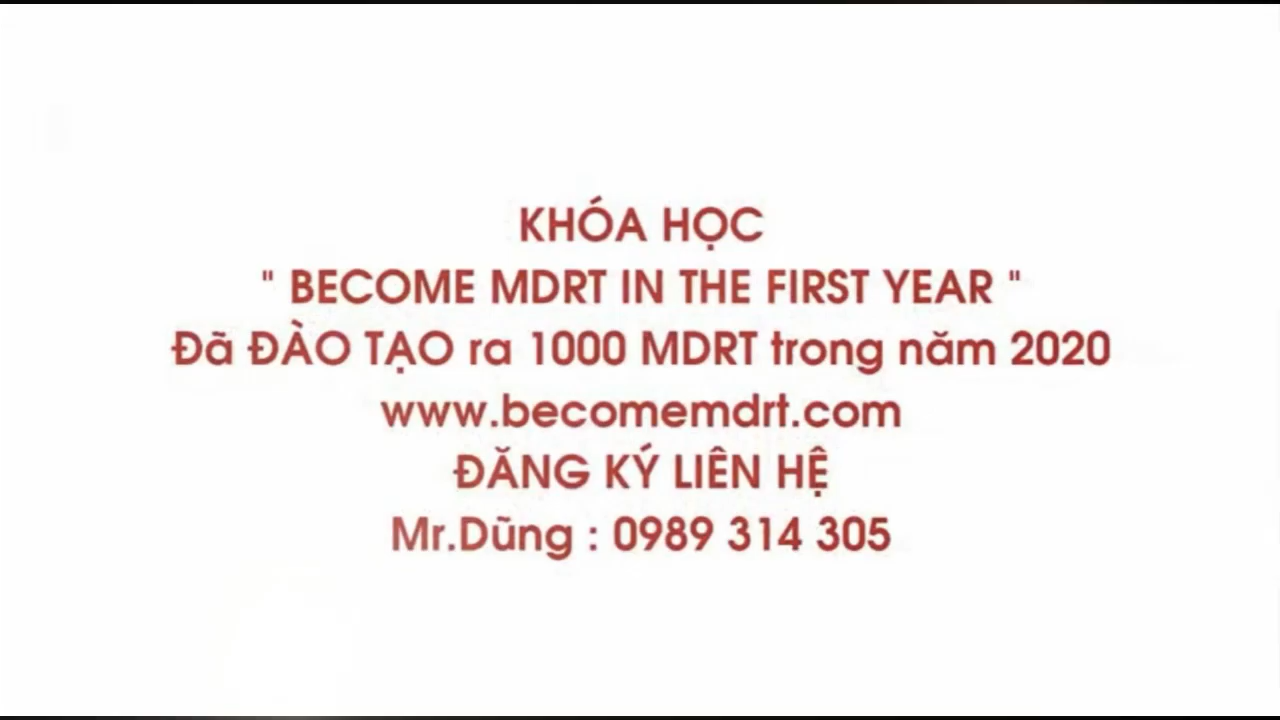 KHÓA HỌC
" BECOME MDRT IN THE FIRST YEAR "
Đã ĐÀO TẠO ra 1000 MDRT trong năm 2020
www.becomemdrt.com
ĐĂNG KÝ LIÊN HỆ
Mr.Dũng : 0989 314 305